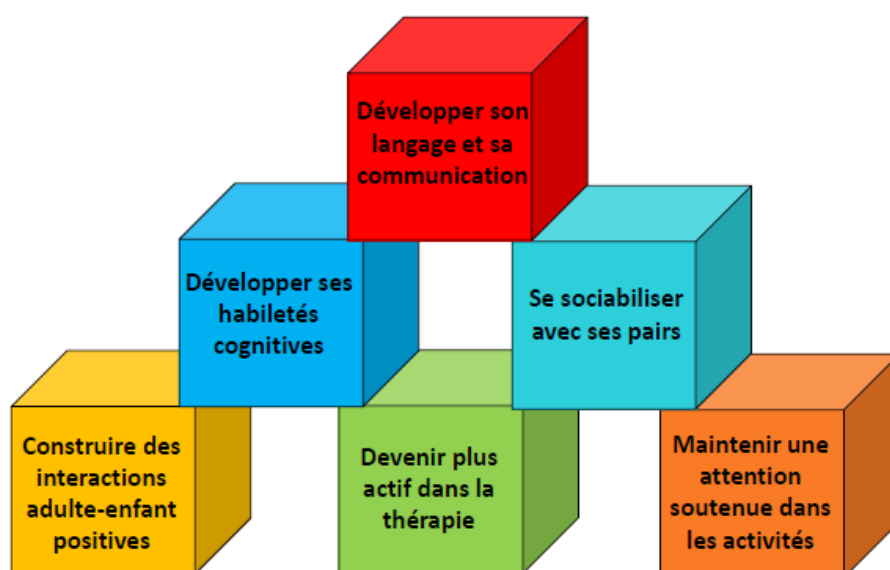 Développer son
langage et sa
communication
Développer ses
habiletés
cognitives
Se sociabiliser
avec ses pairs
Construire des
interactions
adulte-enfant
positives
Devenir plus
actif dans la
thérapie
Maintenir une
attention
soutenue dans
les activités